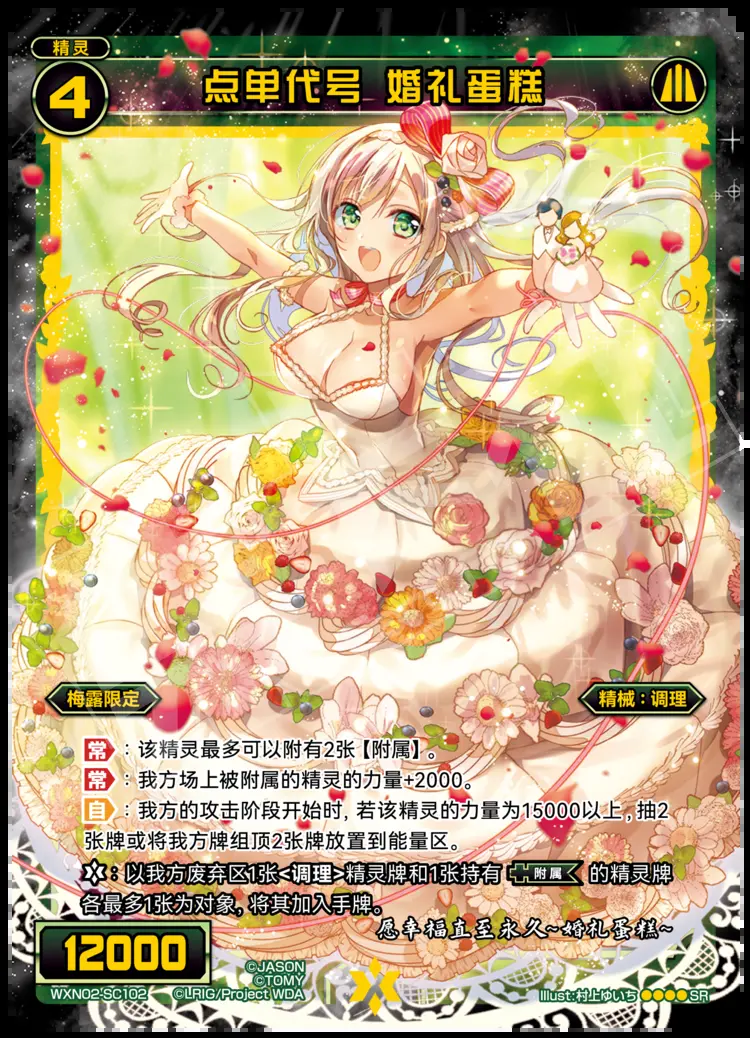 精灵
4
点单代号 婚礼蛋糕
梅露限定
精械:调理
常:该精灵最多可以附有2张【附属】。
常:我方场上被附属的精灵的力量+2000。
自:我方的攻击阶段开始时,若该精灵的力量为15000以上,抽2
张牌或将我方牌组顶2张牌放置到能量区。
:以我方废弃区1张<调理>精灵牌和1张持有 附属 的精灵牌
各最多1张为对象,将其加入手牌。
愿幸福直至永久~婚礼蛋糕~
12000
©JASON
©TOMY
WXN02-SC102 ©LRIG/Project WDA
Illust:村上ゆいち ●●●●SR